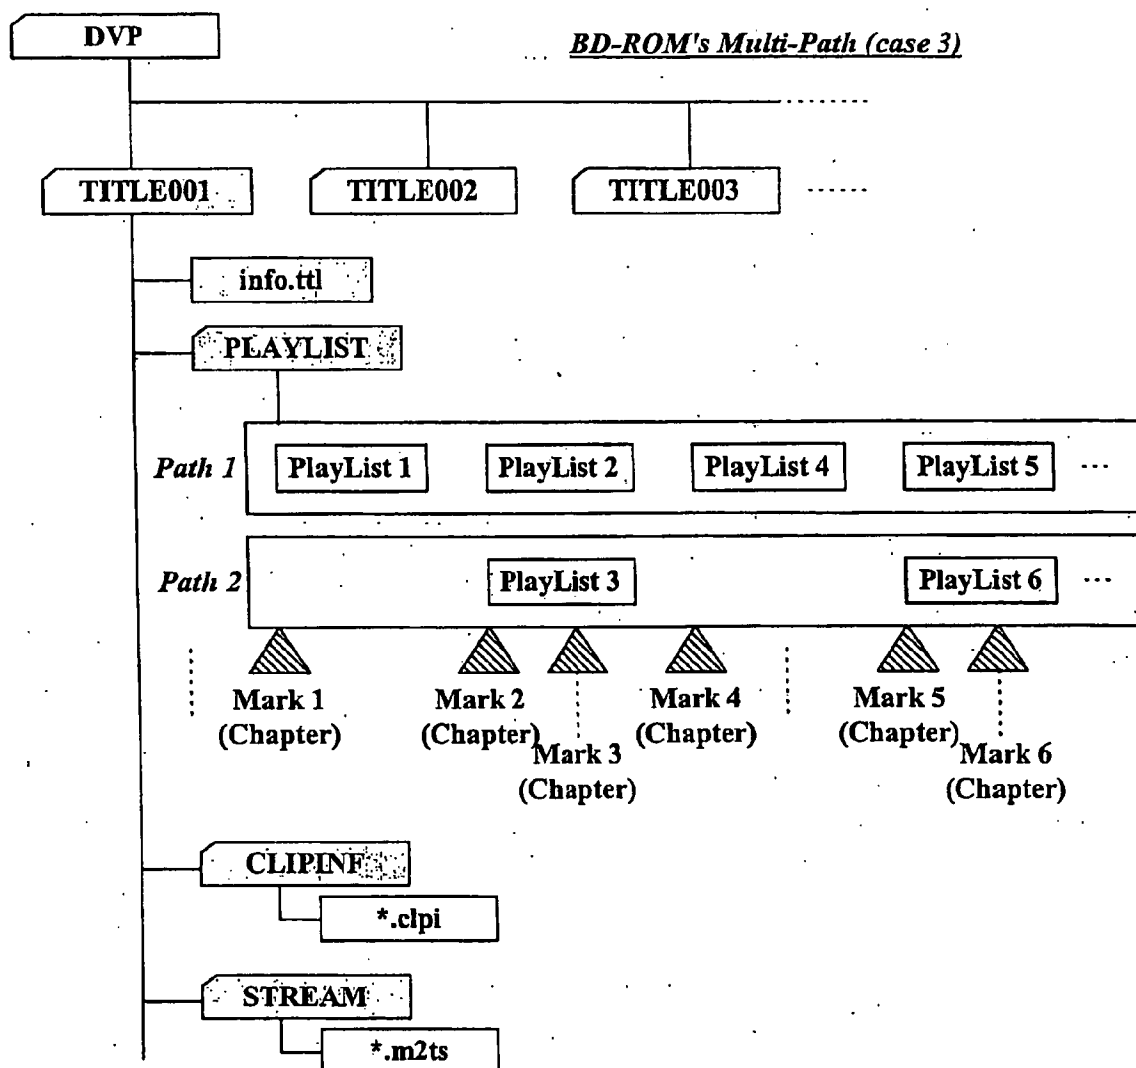 DVP
BD-ROM's Multi-Path (case 3)
TITLE001
TITLE002
TITLE003
info.ttl
PLAYLIST
Path 1
PlayList 1
PlayList 2
PlayList 4
PlayList 5
...
Path 2
PlayList 3
PlayList 6
...
Mark 1
(Chapter)
Mark 2
(Chapter)
Mark 3
(Chapter)
Mark 4
(Chapter)
Mark 5
(Chapter)
Mark 6
(Chapter)
CLIPINF
*.clpi
STREAM
*.m2ts